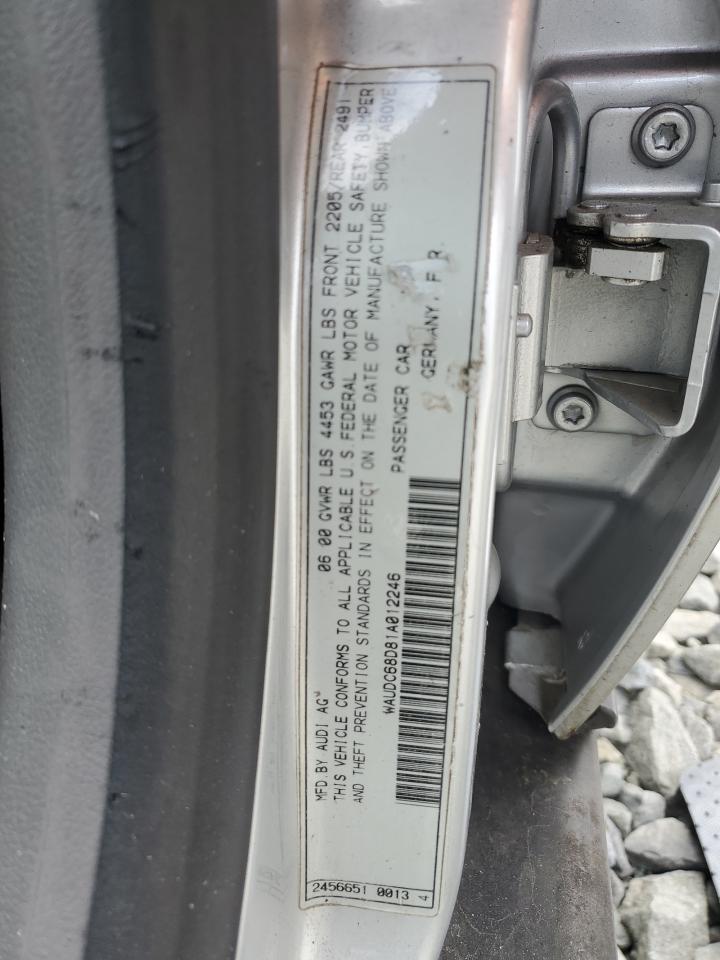 MFD.BY AUDI AG
06 00 GVWR LBS 4453 GAWR LBS FRONT 2205/REAR 2491
THIS VEHICLE CONFORMS TO ALL APPLICABLE U.S.FEDERAL MOTOR VEHICLE SAFETY,BUMPER
AND THEFT PREVENTION STANDARDS IN EFFECT ON THE DATE OF MANUFACTURE SHOWN ABOVE
WAUDC68D81A012246
PASSENGER CAR
GERMANY, F.R.
2456651 0013 4